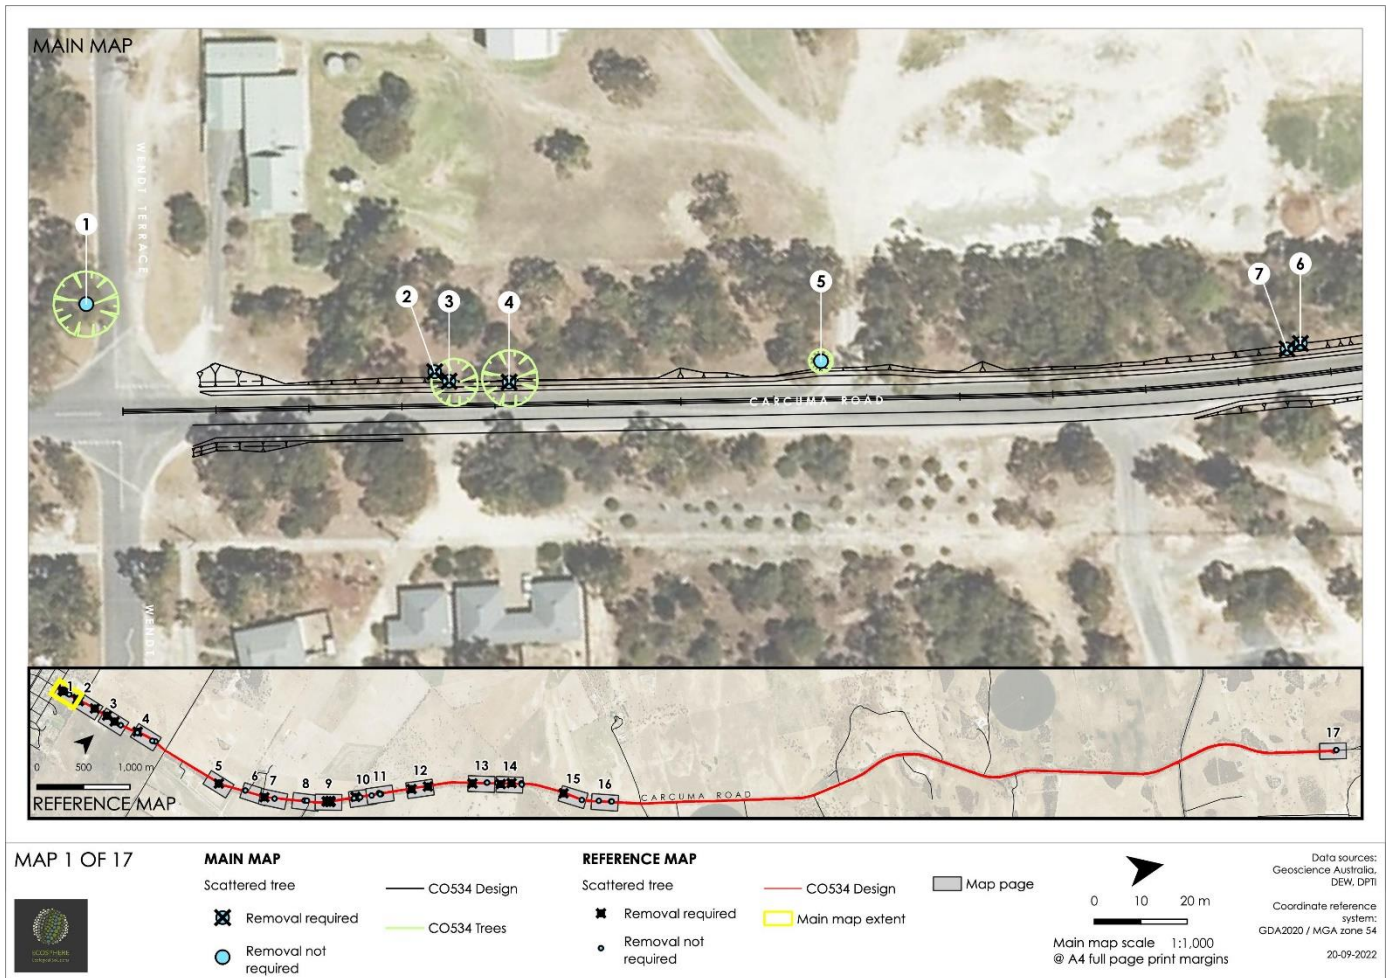 MAIN MAP
WENDT TERRACE
1
2
3
4
5
7
6
CARCUMA ROAD
WENDT
1
2
3
4
5
6
7
8
9
10
11
12
13
14
15
16
17
0 500 1,000 m
REFERENCE MAP
CARCUMA ROAD
MAP 1 OF 17
ECOSPHERE
MAIN MAP
Scattered tree
Removal required
Removal not
required
CO534 Design
CO534 Trees
REFERENCE MAP
Scattered tree
Removal required
Removal not
required
CO534 Design
Main map extent
Map page
0 10 20 m
Main map scale 1:1,000
@ A4 full page print margins
Data sources:
Geoscience Australia,
DEW, DPTI
Coordinate reference
system:
GDA2020 / MGA zone 54
20-09-2022